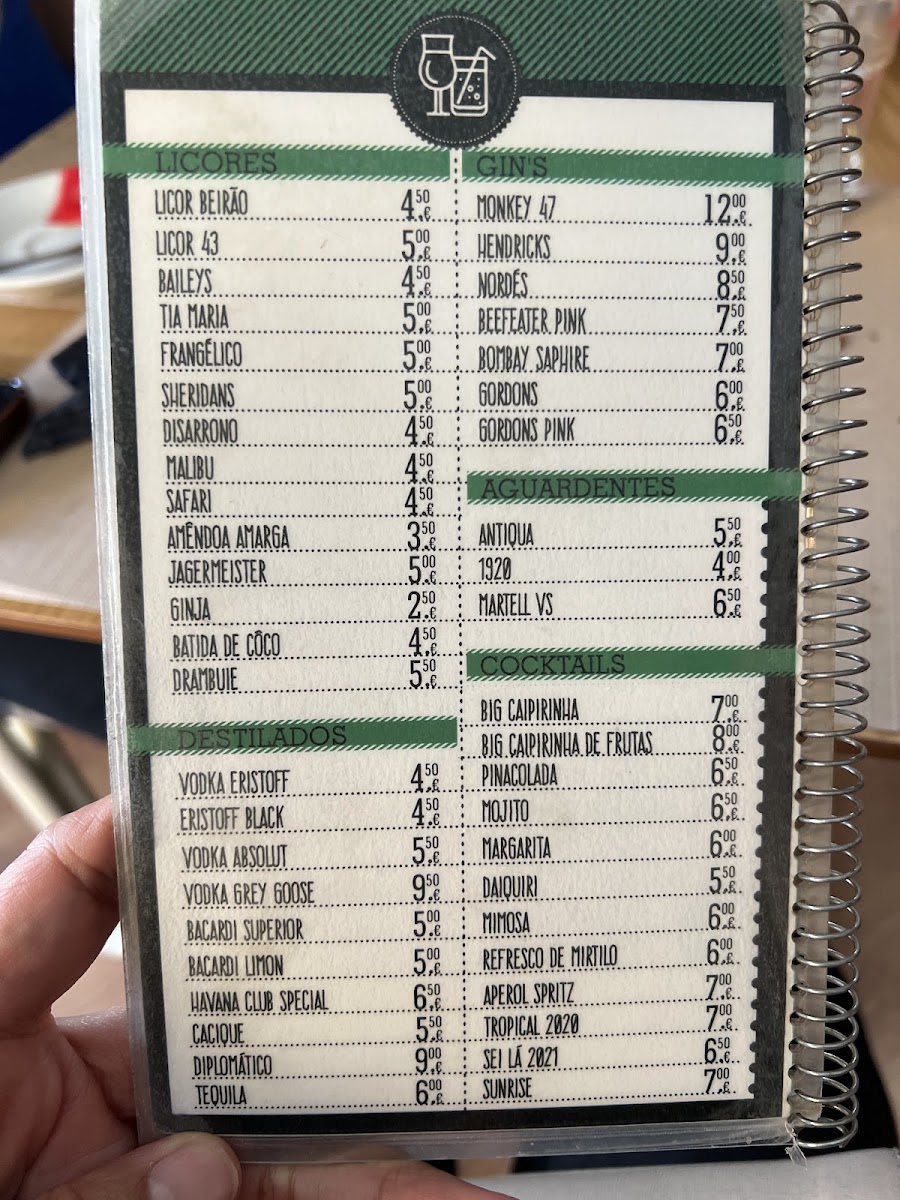 LICORES
LICOR BEIRÃO 4.50€
LICOR 43 5.00€
BAILEYS 4.50€
TIA MARIA 5.00€
FRANGÉLICO 5.00€
SHERIDANS 5.00€
DISARRONO 4.50€
MALIBU 4.50€
SAFARI 4.50€
AMÊNDOA AMARGA 3.50€
JAGERMEISTER 5.00€
GINJA 2.50€
BATIDA DE CÔCO 4.50€
DRAMBUIE 5.50€
DESTILADOS
VODKA ERISTOFF 4.50€
ERISTOFF BLACK 4.50€
VODKA ABSOLUT 5.50€
VODKA GREY GOOSE 9.50€
BACARDI SUPERIOR 5.00€
BACARDI LIMON 5.00€
HAVANA CLUB SPECIAL 6.50€
CACIQUE 5.50€
DIPLOMÁTICO 9.00€
TEQUILA 6.00€
GIN'S
MONKEY 47 12.00€
HENDRICKS 9.00€
NORDÉS 8.50€
BEEFEATER PINK 7.50€
BOMBAY SAPHIRE 7.00€
GORDONS 6.00€
GORDONS PINK 6.50€
AGUARDENTES
ANTIQUA 5.50€
1920 4.00€
MARTELL VS 6.50€
COCKTAILS
BIG CAIPIRINHA 7.00€
BIG CAIPIRINHA DE FRUTAS 8.00€
PINACOLADA 6.50€
MOJITO 6.50€
MARGARITA 6.00€
DAIQUIRI 5.50€
MIMOSA 6.00€
REFRESCO DE MIRTILO 6.00€
APEROL SPRITZ 7.00€
TROPICAL 2020 7.00€
SEI LÁ 2021 6.50€
SUNRISE 7.00€